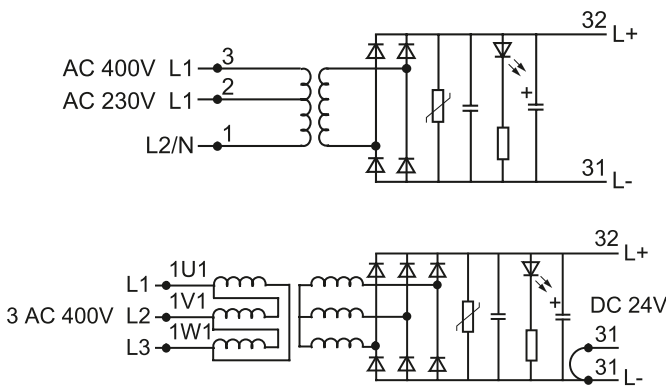 32 L+
AC 400V L1 3
AC 230V L1 2
L2/N 1
+
31 L-
32 L+
L1 1U1
3 AC 400V L2 1V1
L3 1W1
+
DC 24V
31
31 L-